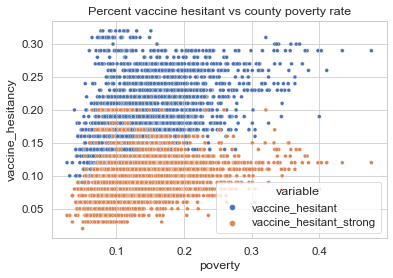 Percent vaccine hesitant vs county poverty rate
vaccine_hesitancy
0.30
0.25
0.20
0.15
0.10
0.05
variable
vaccine_hesitant
vaccine_hesitant_strong
0.1 0.2 0.3 0.4
poverty